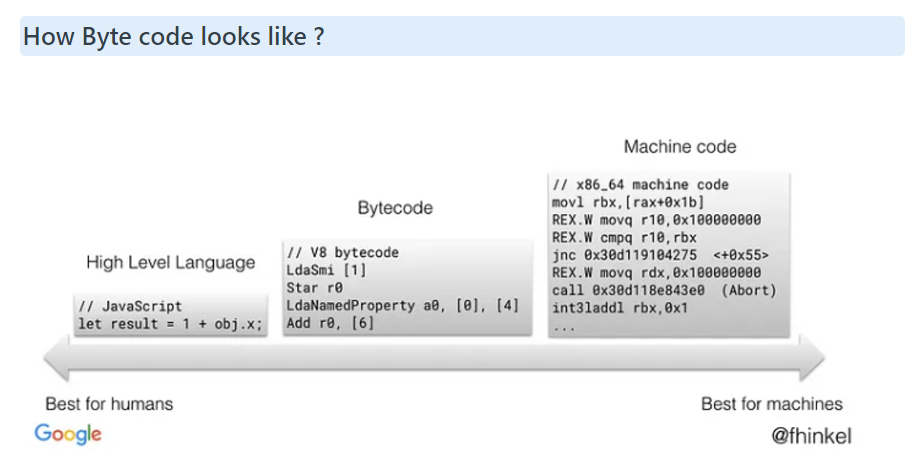 How Byte code looks like ?
Machine code
// x86_64 machine code
movl rbx,[rax+0x1b]
REX.W movq r10,0x100000000
REX.W cmpq r10,rbx
jnc 0x30d119104275 <+0x55>
REX.W movq rdx,0x100000000
call 0x30d118e843e0 (Abort)
int3laddl rbx,0x1
...
Bytecode
// V8 bytecode
LdaSmi [1]
Star r0
LdaNamedProperty a0, [0], [4]
Add r0, [6]
High Level Language
// JavaScript
let result = 1 + obj.x;
Best for humans
Best for machines
Google
@fhinkel